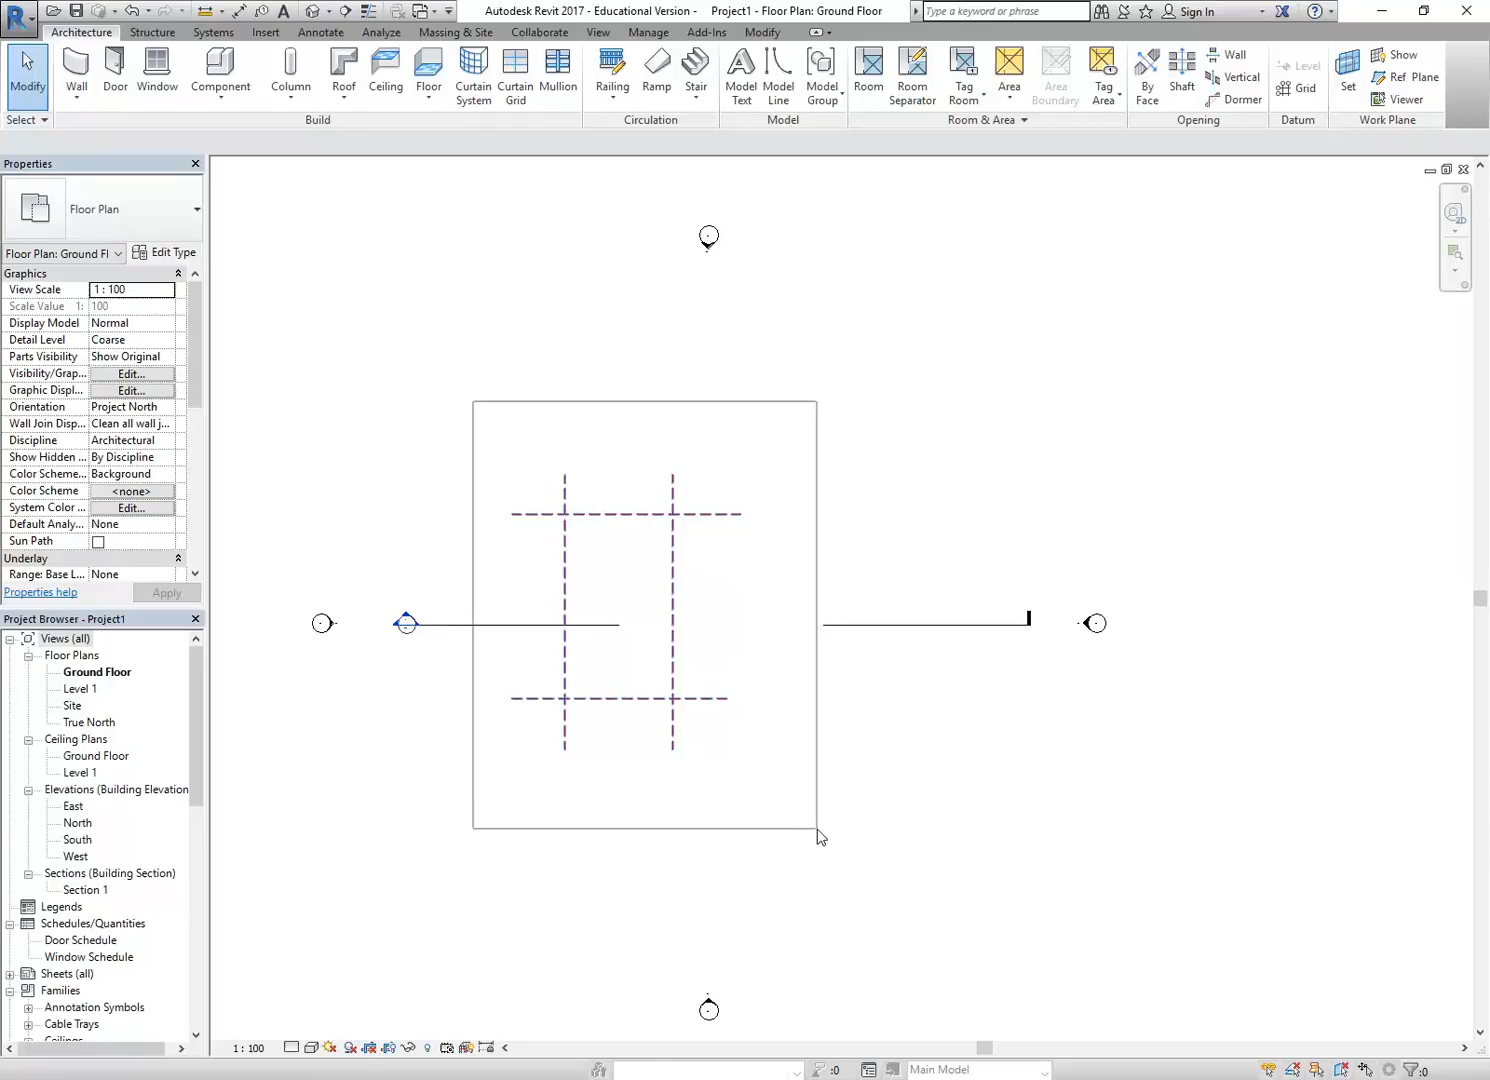 Autodesk Revit 2017 - Educational Version - Project1 - Floor Plan: Ground Floor
Type a keyword or phrase
Sign In
Architecture Structure Systems Insert Annotate Analyze Massing & Site Collaborate View Manage Add-Ins Modify
Modify
Wall
Door
Window
Component
Column
Roof
Ceiling
Floor
Curtain System
Curtain Grid
Mullion
Railing
Ramp
Stair
Model Text
Model Line
Model Group
Room
Room Separator
Tag Room
Area
Area Boundary
Tag Area
By Face
Shaft
Wall
Vertical
Dormer
Level
Grid
Set
Show
Ref Plane
Viewer
Select
Build
Circulation
Model
Room & Area
Opening
Datum
Work Plane
Properties
Floor Plan
Floor Plan: Ground Fl
Edit Type
Graphics
View Scale 1 : 100
Scale Value 1: 100
Display Model Normal
Detail Level Coarse
Parts Visibility Show Original
Visibility/Grap... Edit...
Graphic Displ... Edit...
Orientation Project North
Wall Join Disp... Clean all wall j...
Discipline Architectural
Show Hidden By Discipline
Color Scheme... Background
Color Scheme <none>
System Color ... Edit...
Default Analy... None
Sun Path
Underlay
Range: Base L... None
Properties help
Apply
Project Browser - Project1
Views (all)
Floor Plans
Ground Floor
Level 1
Site
True North
Ceiling Plans
Ground Floor
Level 1
Elevations (Building Elevation
East
North
South
West
Sections (Building Section)
Section 1
Legends
Schedules/Quantities
Door Schedule
Window Schedule
Sheets (all)
Families
Annotation Symbols
Cable Trays
1 : 100
:0
Main Model
:0